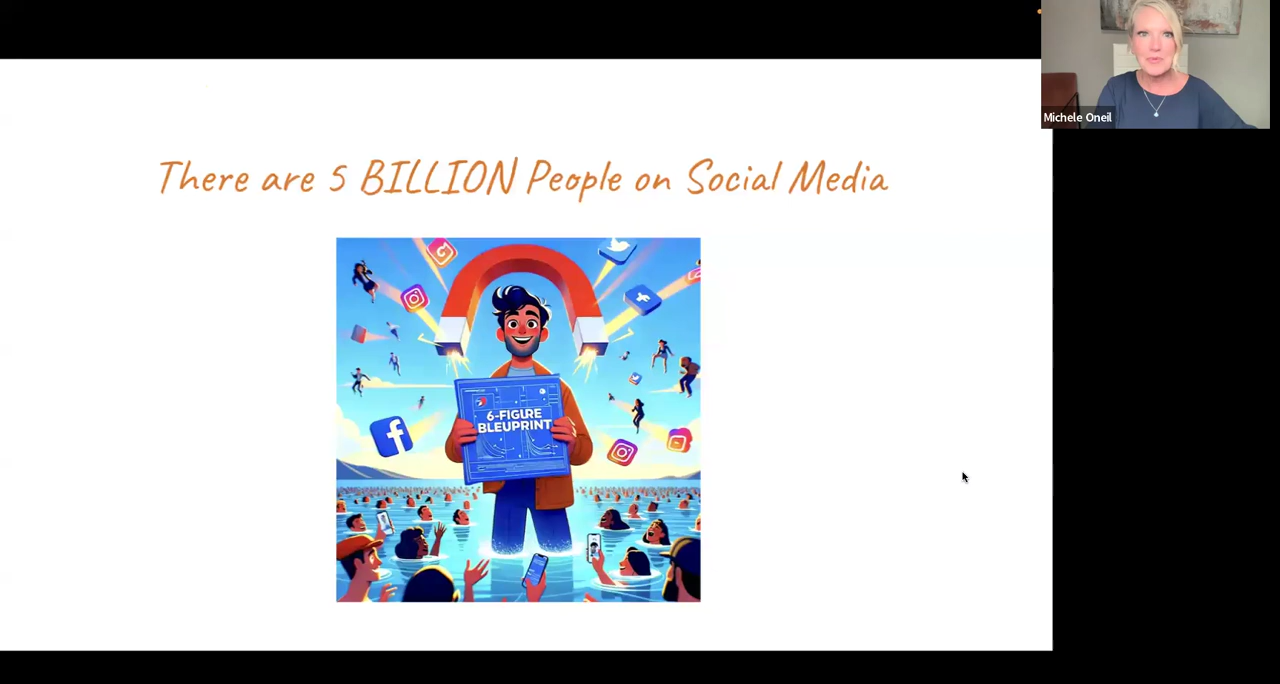 Michele Oneil
There are 5 BILLION People on Social Media
6-FIGURE
BLEUPRINT